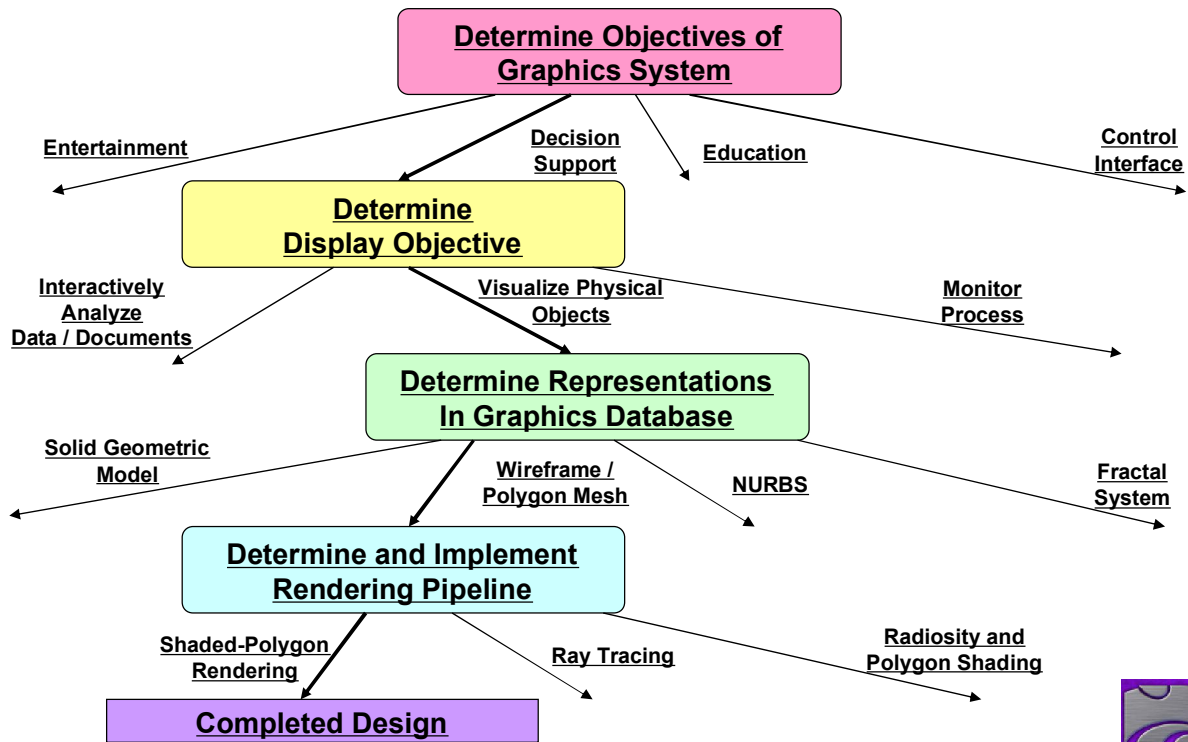 Determine Objectives of
Graphics System
Entertainment
Decision
Support
Education
Control
Interface
Determine
Display Objective
Interactively
Analyze
Data / Documents
Visualize Physical
Objects
Monitor
Process
Determine Representations
In Graphics Database
Solid Geometric
Model
Wireframe /
Polygon Mesh
NURBS
Fractal
System
Determine and Implement
Rendering Pipeline
Shaded-Polygon
Rendering
Ray Tracing
Radiosity and
Polygon Shading
Completed Design